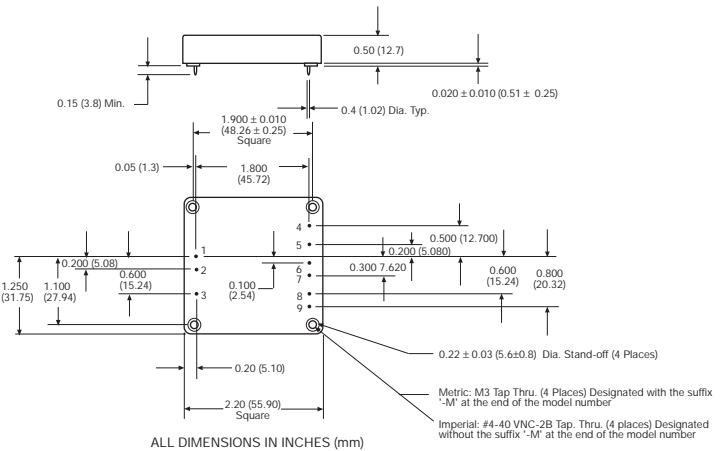 0.50 (12.7)
0.020 ± 0.010 (0.51 ± 0.25)
0.15 (3.8) Min.
0.4 (1.02) Dia. Typ.
1.900 ± 0.010
(48.26 ± 0.25)
Square
0.05 (1.3)
1.800
(45.72)
4
5
0.500 (12.700)
0.200 (5.080)
1
0.200 (5.08)
2
6
7
0.300 7.620
0.600
(15.24)
0.100
(2.54)
0.600
(15.24)
0.800
(20.32)
1.250
(31.75)
1.100
(27.94)
3
8
9
0.22 ± 0.03 (5.6±0.8) Dia. Stand-off (4 Places)
0.20 (5.10)
Metric: M3 Tap Thru. (4 Places) Designated with the suffix
'-M' at the end of the model number
2.20 (55.90)
Square
Imperial: #4-40 VNC-2B Tap. Thru. (4 places) Designated
without the suffix '-M' at the end of the model number
ALL DIMENSIONS IN INCHES (mm)